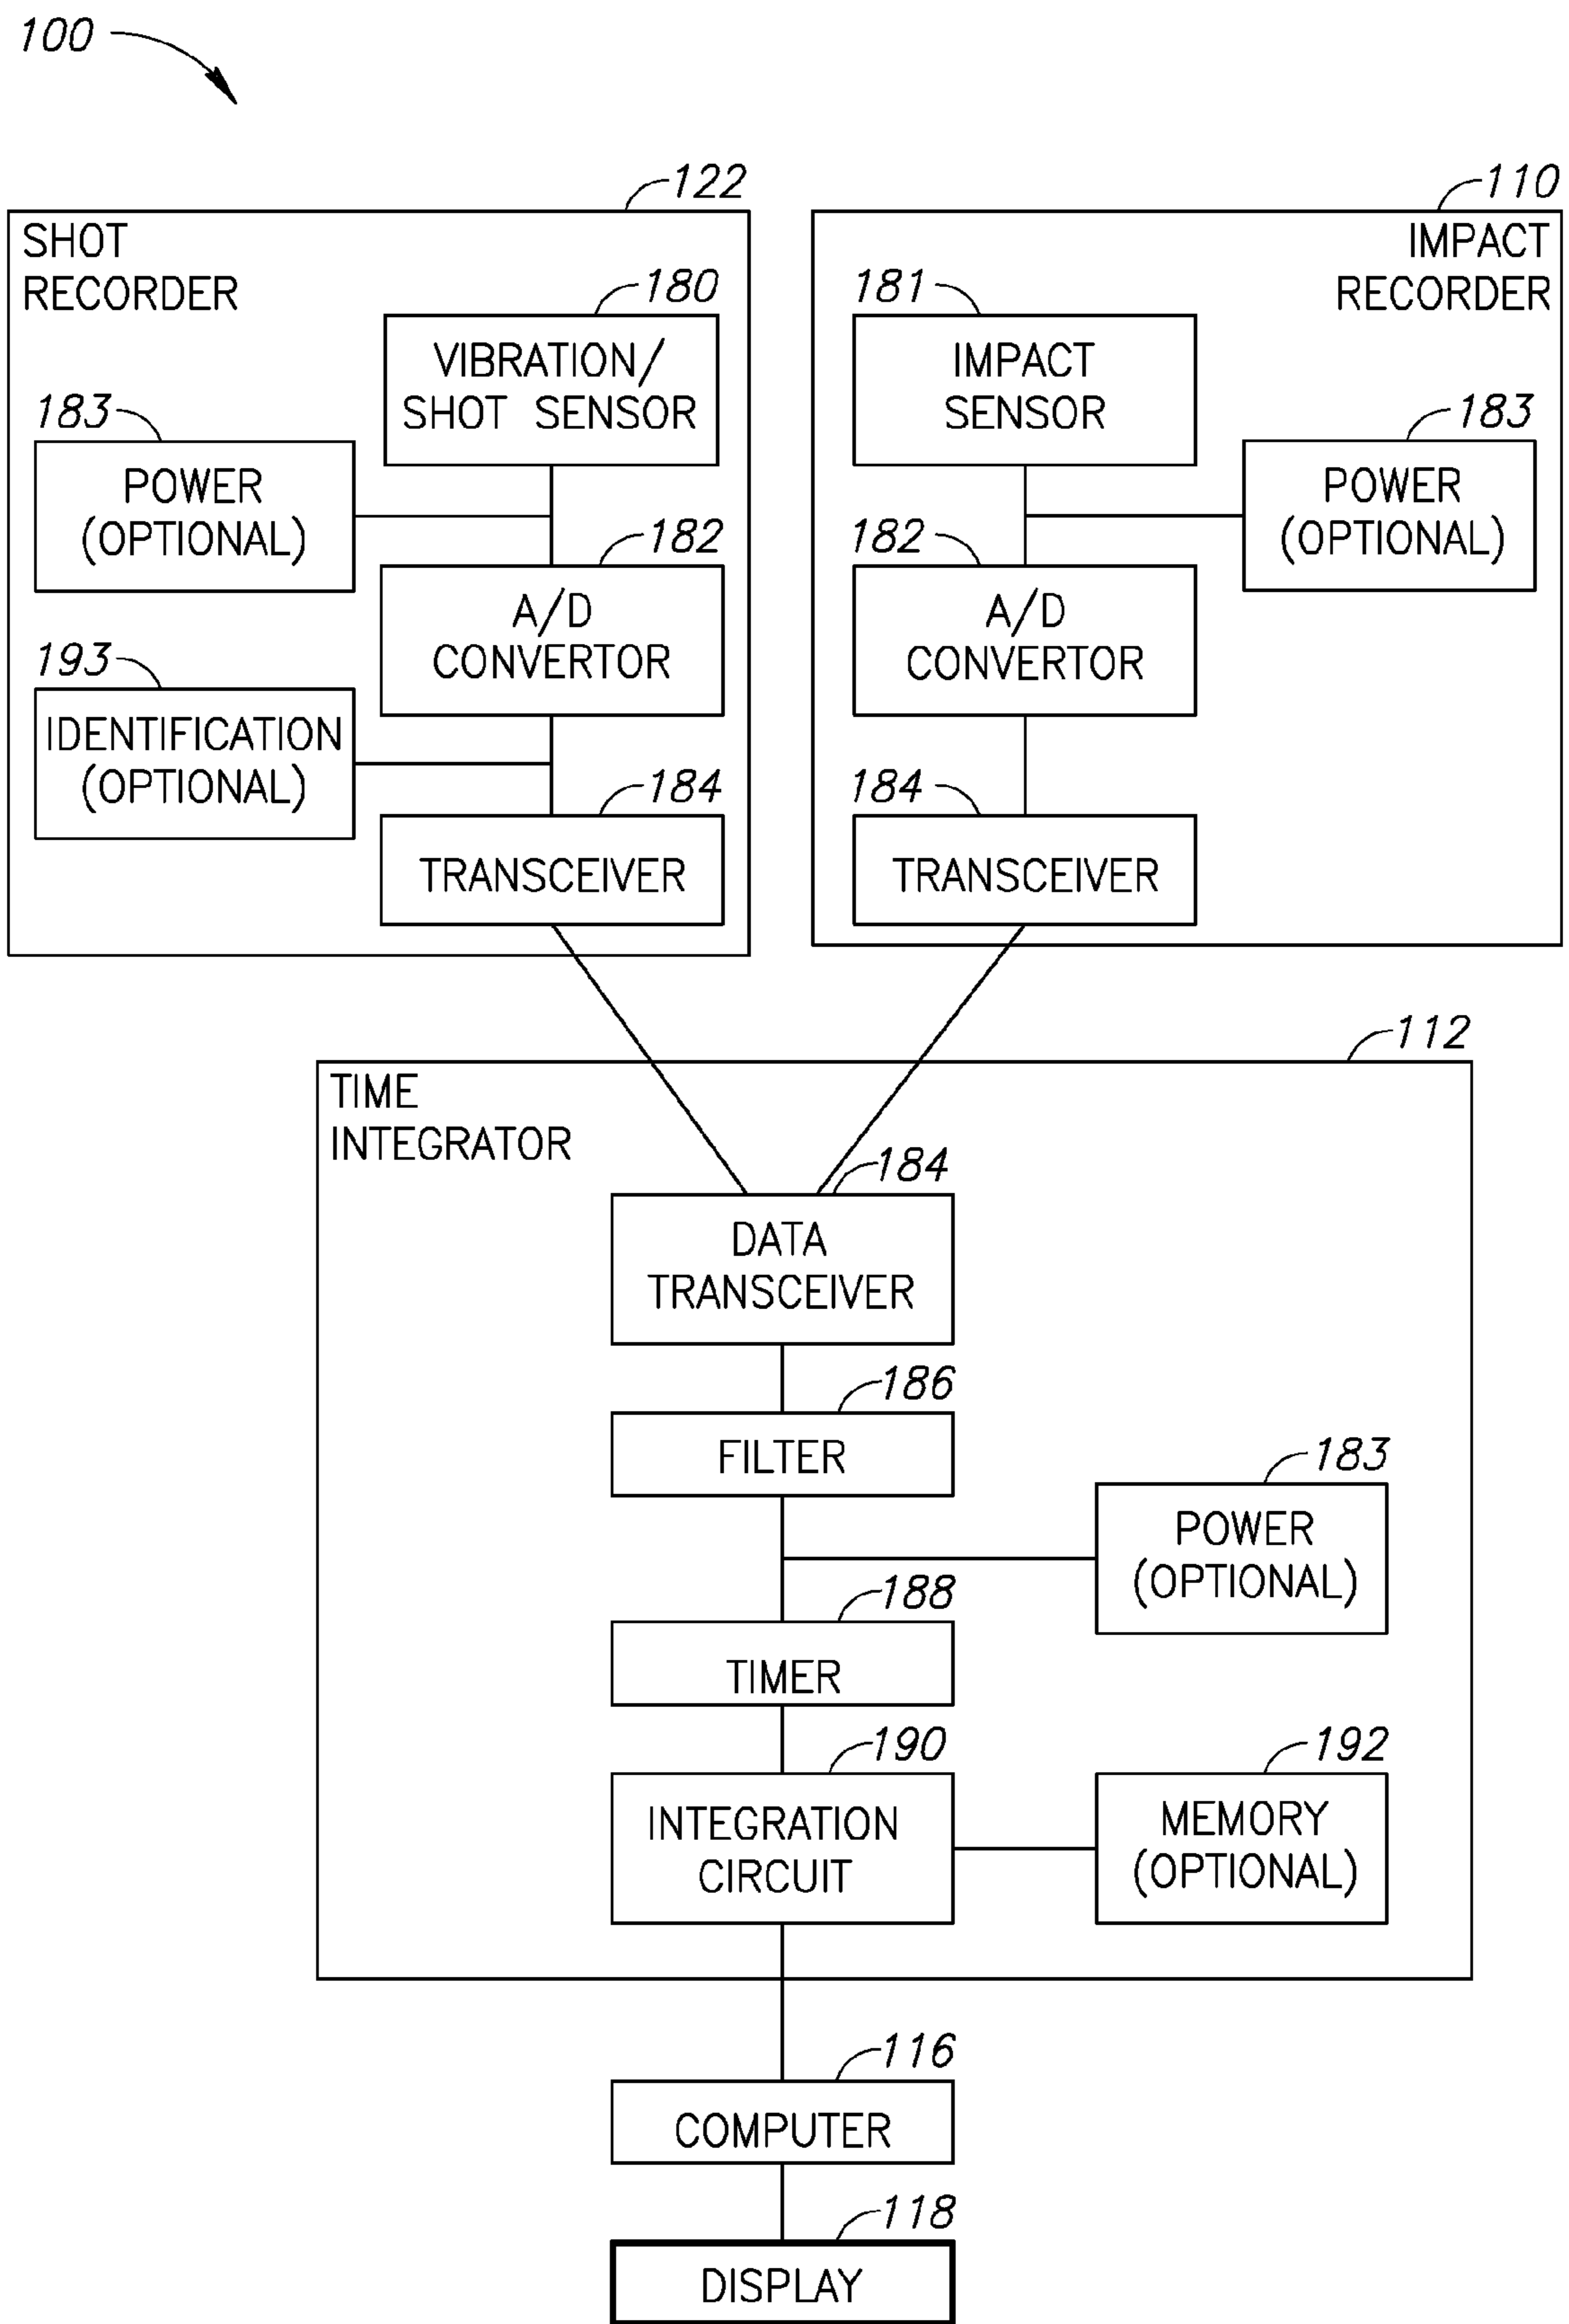 100
122
SHOT
RECORDER
180
VIBRATION/
SHOT SENSOR
183
POWER
(OPTIONAL)
182
A/D
CONVERTOR
193
IDENTIFICATION
(OPTIONAL)
184
TRANSCEIVER
110
IMPACT
RECORDER
181
IMPACT
SENSOR
183
POWER
(OPTIONAL)
182
A/D
CONVERTOR
184
TRANSCEIVER
112
TIME
INTEGRATOR
184
DATA
TRANSCEIVER
186
FILTER
183
POWER
(OPTIONAL)
188
TIMER
190
INTEGRATION
CIRCUIT
192
MEMORY
(OPTIONAL)
116
COMPUTER
118
DISPLAY